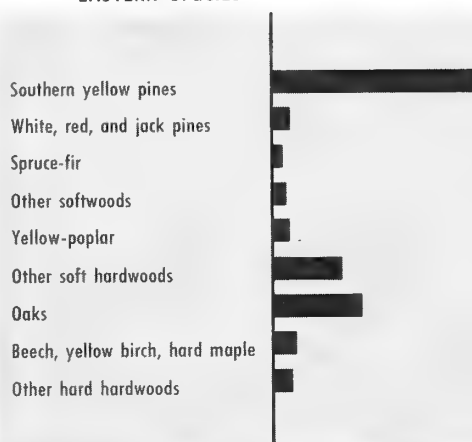 Southern yellow pines
White, red, and jack pines
Spruce-fir
Other softwoods
Yellow-poplar
Other soft hardwoods
Oaks
Beech, yellow birch, hard maple
Other hard hardwoods